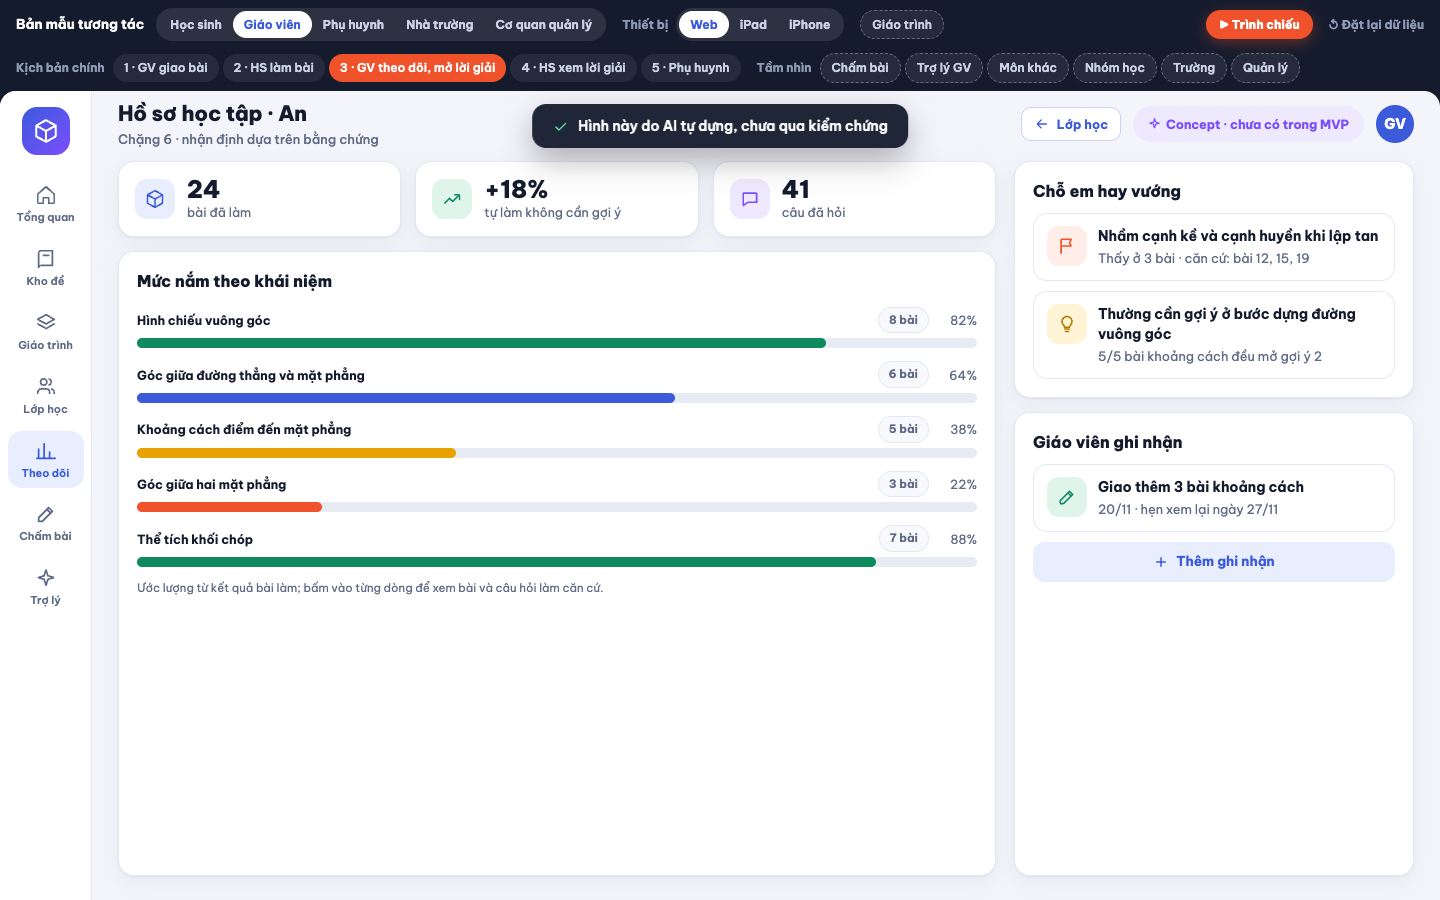 Bản mẫu tương tác
Học sinh
Giáo viên
Phụ huynh
Nhà trường
Cơ quan quản lý
Thiết bị
Web
iPad
iPhone
Giáo trình
Trình chiếu
Đặt lại dữ liệu
Kịch bản chính
1 · GV giao bài
2 · HS làm bài
3 · GV theo dõi, mở lời giải
4 · HS xem lời giải
5 · Phụ huynh
Tầm nhìn
Chấm bài
Trợ lý GV
Môn khác
Nhóm học
Trường
Quản lý
Tổng quan
Kho đề
Giáo trình
Lớp học
Theo dõi
Chấm bài
Trợ lý
Hồ sơ học tập · An
Chặng 6 · nhận định dựa trên bằng chứng
Hình này do AI tự dựng, chưa qua kiểm chứng
Lớp học
Concept · chưa có trong MVP
GV
24
bài đã làm
+18%
tự làm không cần gợi ý
41
câu đã hỏi
Mức nắm theo khái niệm
Hình chiếu vuông góc
8 bài
82%
Góc giữa đường thẳng và mặt phẳng
6 bài
64%
Khoảng cách điểm đến mặt phẳng
5 bài
38%
Góc giữa hai mặt phẳng
3 bài
22%
Thể tích khối chóp
7 bài
88%
Ước lượng từ kết quả bài làm; bấm vào từng dòng để xem bài và câu hỏi làm căn cứ.
Chỗ em hay vướng
Nhầm cạnh kề và cạnh huyền khi lập tan
Thấy ở 3 bài · căn cứ: bài 12, 15, 19
Thường cần gợi ý ở bước dựng đường
vuông góc
5/5 bài khoảng cách đều mở gợi ý 2
Giáo viên ghi nhận
Giao thêm 3 bài khoảng cách
20/11 · hẹn xem lại ngày 27/11
Thêm ghi nhận